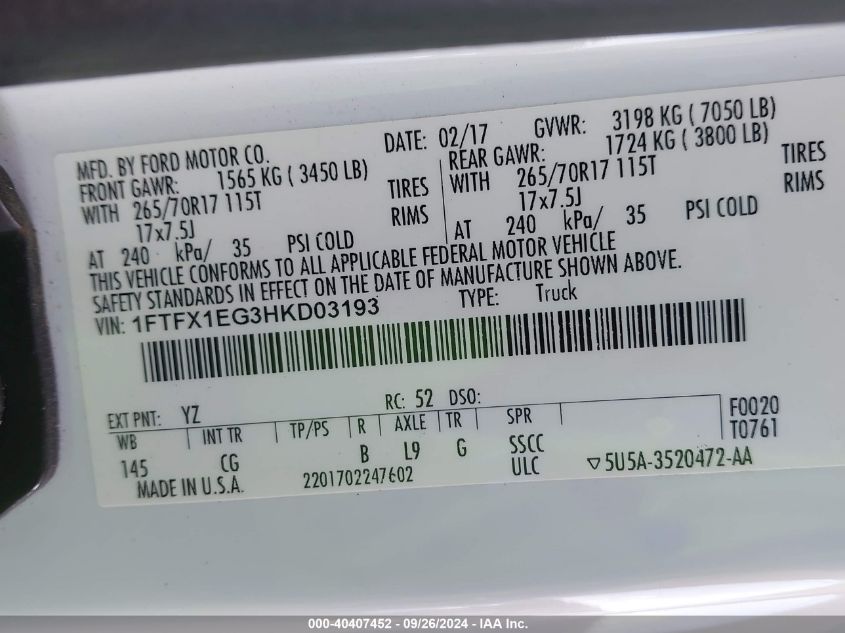 MFD. BY FORD MOTOR CO. DATE: 02/17 GVWR: 3198 KG ( 7050 LB)
FRONT GAWR: 1565 KG ( 3450 LB) REAR GAWR: 1724 KG ( 3800 LB)
WITH 265/70R17 115T TIRES WITH 265/70R17 115T TIRES
17x7.5J RIMS 17x7.5J RIMS
AT 240 kPa/ 35 PSI COLD AT 240 kPa/ 35 PSI COLD
THIS VEHICLE CONFORMS TO ALL APPLICABLE FEDERAL MOTOR VEHICLE
SAFETY STANDARDS IN EFFECT ON THE DATE OF MANUFACTURE SHOWN ABOVE.
VIN: 1FTFX1EG3HKD03193 TYPE: Truck
EXT PNT: YZ RC: 52 DSO:
WB INT TR TP/PS R AXLE TR SPR F0020
T0761
145 CG B L9 G SSCC
ULC
MADE IN U.S.A. 2201702247602 ▽5U5A-3520472-AA
000-40407452 - 09/26/2024 - IAA Inc.